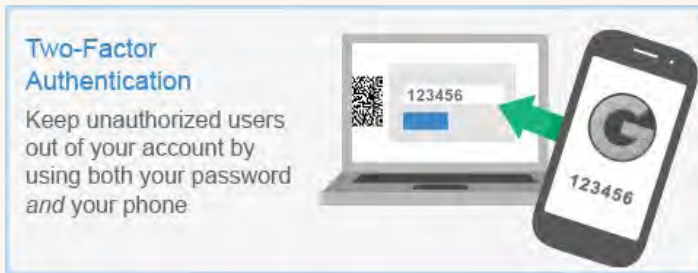 Two-Factor
Authentication
Keep unauthorized users
out of your account by
using both your password
and your phone
123456
G
123456